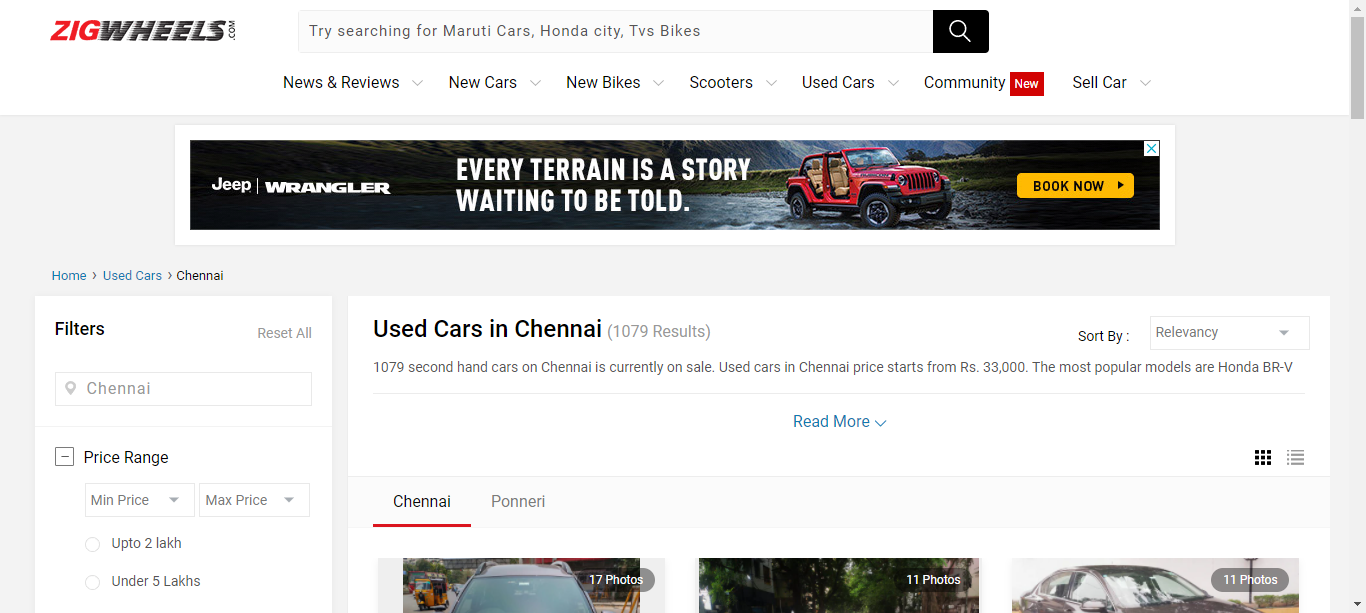 ZIGWHEELS.COM
Try searching for Maruti Cars, Honda city, Tvs Bikes
News & Reviews New Cars New Bikes Scooters Used Cars Community New Sell Car
Jeep | WRANGLER
EVERY TERRAIN IS A STORY
WAITING TO BE TOLD.
BOOK NOW
Home › Used Cars › Chennai
Filters
Reset All
Chennai
Price Range
Min Price Max Price
Upto 2 lakh
Under 5 Lakhs
Used Cars in Chennai (1079 Results)
Sort By : Relevancy
1079 second hand cars on Chennai is currently on sale. Used cars in Chennai price starts from Rs. 33,000. The most popular models are Honda BR-V
Read More
Chennai Ponneri
17 Photos 11 Photos 11 Photos